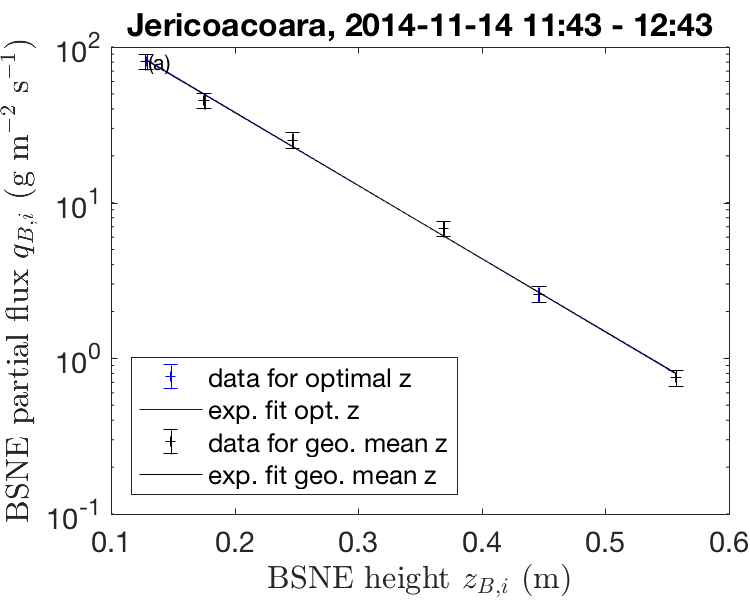 Jericoacoara, 2014-11-14 11:43 - 12:43
BSNE partial flux q_{B,i} (g m^{-2} s^{-1})
10^2
10^1
10^0
10^{-1}
(a)
data for optimal z
exp. fit opt. z
data for geo. mean z
exp. fit geo. mean z
0.1 0.2 0.3 0.4 0.5 0.6
BSNE height z_{B,i} (m)